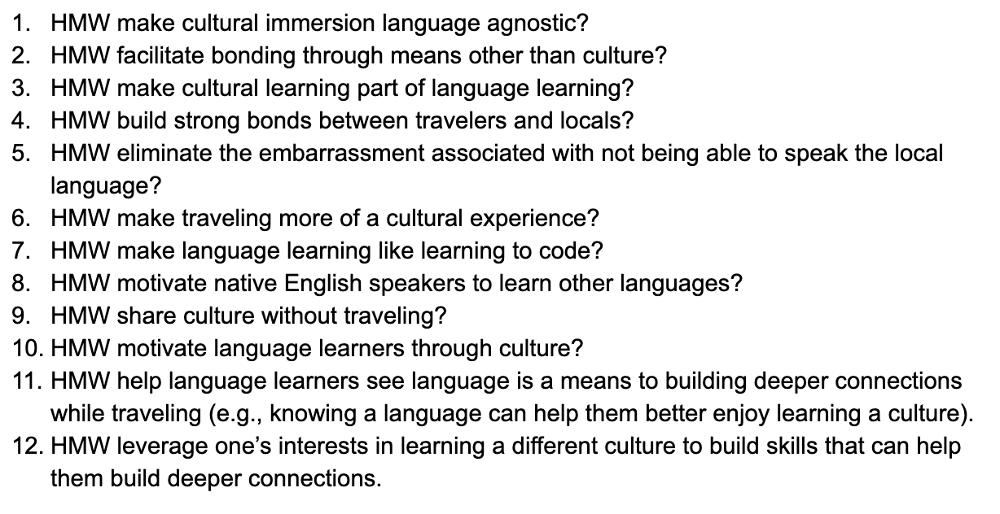 1. HMW make cultural immersion language agnostic?
2. HMW facilitate bonding through means other than culture?
3. HMW make cultural learning part of language learning?
4. HMW build strong bonds between travelers and locals?
5. HMW eliminate the embarrassment associated with not being able to speak the local
language?
6. HMW make traveling more of a cultural experience?
7. HMW make language learning like learning to code?
8. HMW motivate native English speakers to learn other languages?
9. HMW share culture without traveling?
10. HMW motivate language learners through culture?
11. HMW help language learners see language is a means to building deeper connections
while traveling (e.g., knowing a language can help them better enjoy learning a culture).
12. HMW leverage one’s interests in learning a different culture to build skills that can help
them build deeper connections.